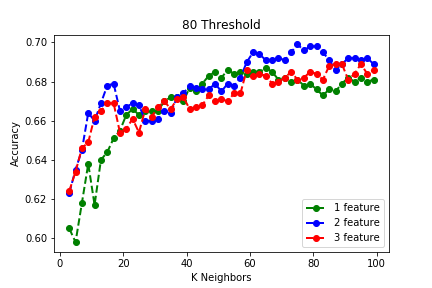 80 Threshold
0.70
0.68
0.66
0.64
0.62
0.60
Accuracy
0
20
40
60
80
100
K Neighbors
1 feature
2 feature
3 feature